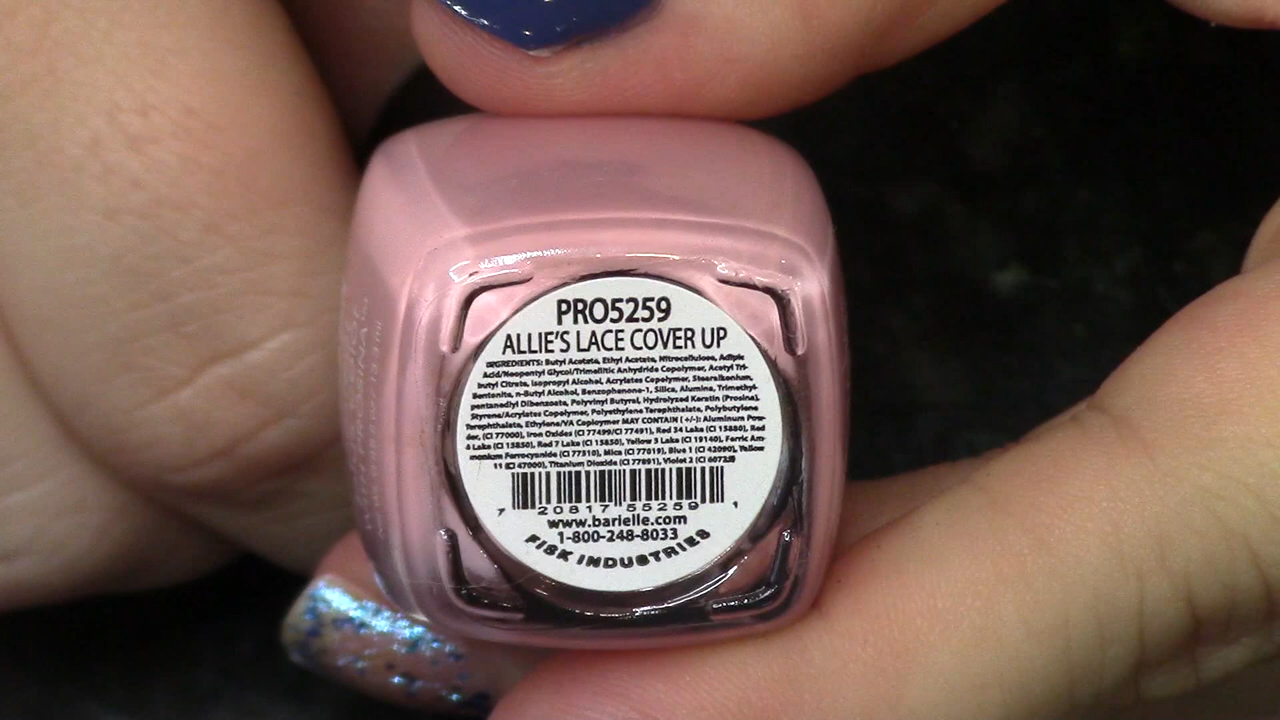 PRO5259
ALLIE'S LACE COVER UP
INGREDIENTS: Butyl Acetate, Ethyl Acetate, Nitrocellulose, Adipic
Acid/Neopentyl Glycol/Trimellitic Anhydride Copolymer, Acetyl Tri-
butyl Citrate, Isopropyl Alcohol, Acrylates Copolymer, Stearalkonium,
Bentonite, n-Butyl Alcohol, Benzophenone-1, Silica, Alumina, Trimethyl-
pentanediyl Dibenzoate, Polyvinyl Butyral, Hydrolyzed Keratin (Prosina),
Styrene/Acrylates Copolymer, Polyethylene Terephthalate, Polybutylene
Terephthalate, Ethylene/VA Coploymer MAY CONTAIN (+/-): Aluminum Pow-
der, (CI 77000), Iron Oxides (CI 77499/CI 77491), Red 34 Lake (CI 15880), Red
6 Lake (CI 15850), Red 7 Lake (CI 15850), Yellow 5 Lake (CI 19140), Ferric Am-
monium Ferrocyanide (CI 77510), Mica (CI 77019), Blue 1 (CI 42090), Yellow
11 (CI 47000), Titanium Dioxide (CI 77891), Violet 2 (CI 60725)
7 20817 55259 1
www.barielle.com
1-800-248-8033
FISK INDUSTRIES